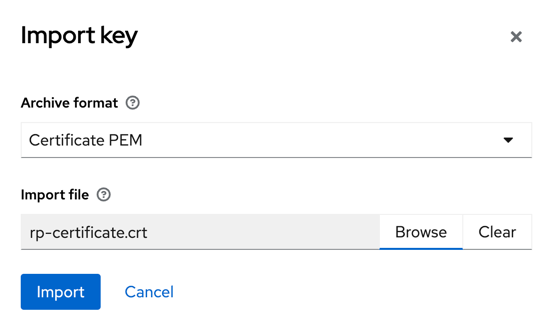 Import key
Archive format
Certificate PEM
Import file
rp-certificate.crt Browse Clear
Import Cancel